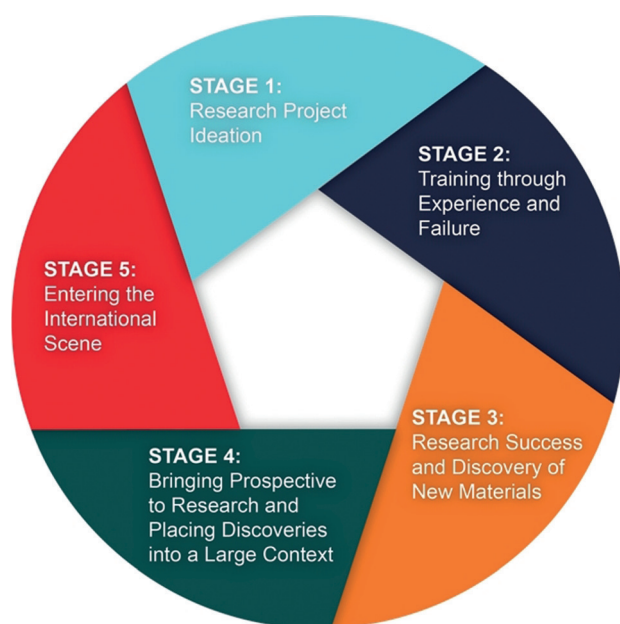 STAGE 1:
Research Project
Ideation
STAGE 2:
Training through
Experience and
Failure
STAGE 3:
Research Success
and Discovery of
New Materials
STAGE 4:
Bringing Prospective
to Research and
Placing Discoveries
into a Large Context
STAGE 5:
Entering the
International
Scene